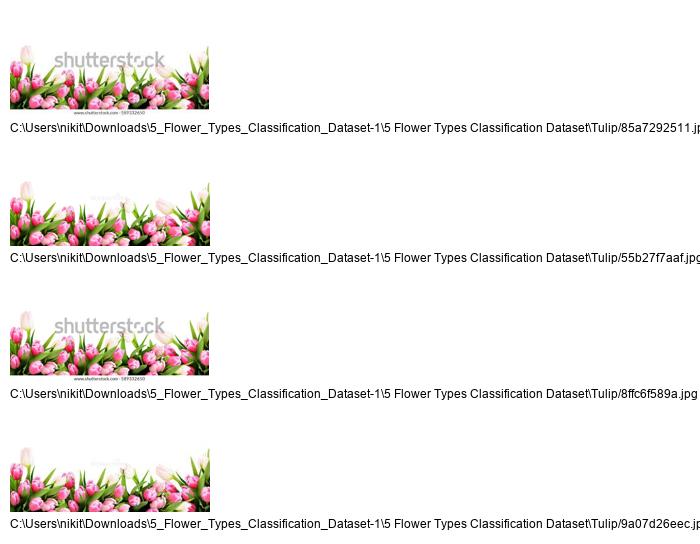 shutterstock
www.shutterstock.com · 569332650
C:\Users\nikit\Downloads\5_Flower_Types_Classification_Dataset-1\5 Flower Types Classification Dataset\Tulip/85a7292511.jp
C:\Users\nikit\Downloads\5_Flower_Types_Classification_Dataset-1\5 Flower Types Classification Dataset\Tulip/55b27f7aaf.jpg
shutterstock
www.shutterstock.com · 569332650
C:\Users\nikit\Downloads\5_Flower_Types_Classification_Dataset-1\5 Flower Types Classification Dataset\Tulip/8ffc6f589a.jpg
C:\Users\nikit\Downloads\5_Flower_Types_Classification_Dataset-1\5 Flower Types Classification Dataset\Tulip/9a07d26eec.jp